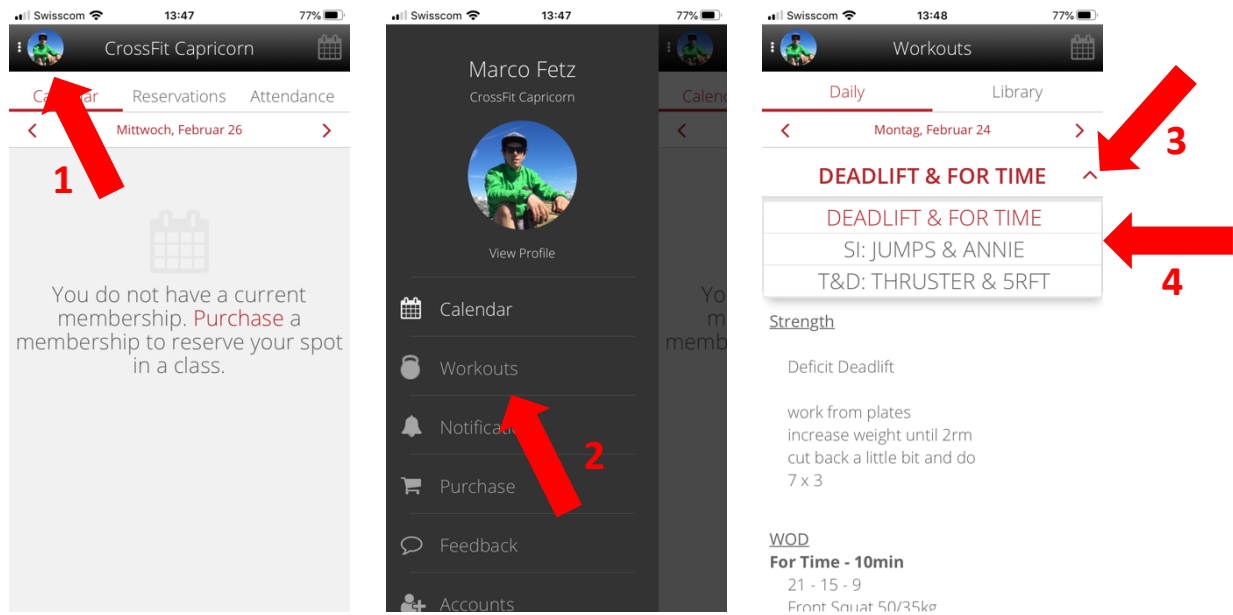 Swisscom 13:47 77%
CrossFit Capricorn
Reservations Attendance
Mittwoch, Februar 26
1
You do not have a current
membership. Purchase a
membership to reserve your spot
in a class.
Swisscom 13:47 77%
Marco Fetz
CrossFit Capricorn
View Profile
Calendar
Workouts
2
Purchase
Feedback
Accounts
Swisscom 13:48 77%
Workouts
Daily Library
Montag, Februar 24
3
DEADLIFT & FOR TIME
DEADLIFT & FOR TIME
SI: JUMPS & ANNIE
T&D: THRUSTER & 5RFT
4
Strength
Deficit Deadlift
work from plates
increase weight until 2rm
cut back a little bit and do
7 x 3
WOD
For Time - 10min
21 - 15 - 9
Front Squat 50/35kg